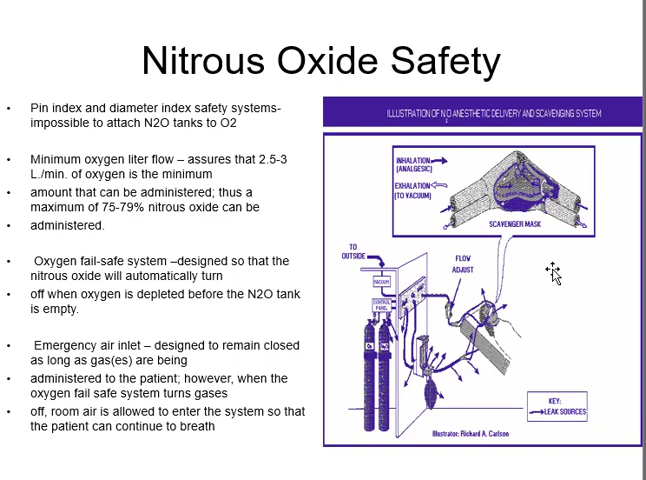 Nitrous Oxide Safety
• Pin index and diameter index safety systems-
impossible to attach N2O tanks to O2
• Minimum oxygen liter flow – assures that 2.5-3
L./min. of oxygen is the minimum
• amount that can be administered; thus a
maximum of 75-79% nitrous oxide can be
• administered.
• Oxygen fail-safe system –designed so that the
nitrous oxide will automatically turn
• off when oxygen is depleted before the N2O tank
is empty.
• Emergency air inlet – designed to remain closed
as long as gas(es) are being
• administered to the patient; however, when the
oxygen fail safe system turns gases
• off, room air is allowed to enter the system so that
the patient can continue to breath
ILLUSTRATION OF N2O ANESTHETIC DELIVERY AND SCAVENGING SYSTEM
INHALATION
(ANALGESIC)
EXHALATION
(TO VACUUM)
SCAVENGER MASK
TO
OUTSIDE
FLOW
ADJUST
VACUUM
CONTROL
PANEL
KEY:
LEAK SOURCES
Illustrator: Richard A. Carlson